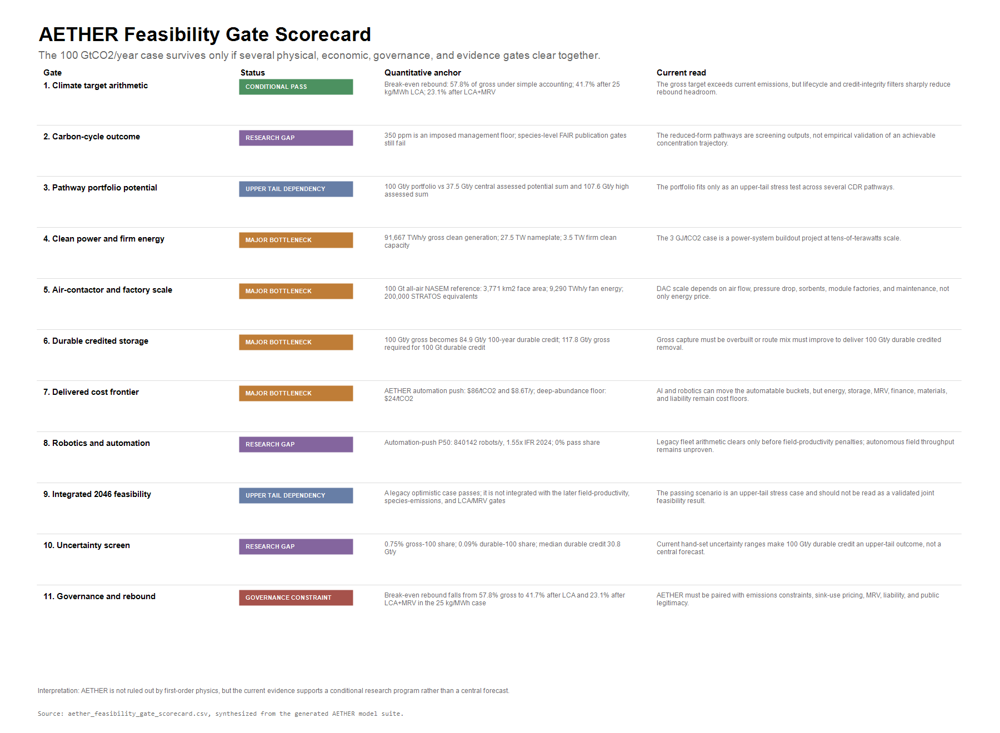 AETHER Feasibility Gate Scorecard
The 100 GtCO2/year case survives only if several physical, economic, governance, and evidence gates clear together.
Gate Status Quantitative anchor Current read
1. Climate target arithmetic
CONDITIONAL PASS
Break-even rebound: 57.8% of gross under simple accounting; 41.7% after 25
kg/MWh LCA; 23.1% after LCA+MRV
The gross target exceeds current emissions, but lifecycle and credit-integrity filters sharply reduce
rebound headroom.
2. Carbon-cycle outcome
RESEARCH GAP
350 ppm is an imposed management floor; species-level FAIR publication gates
still fail
The reduced-form pathways are screening outputs, not empirical validation of an achievable
concentration trajectory.
3. Pathway portfolio potential
UPPER TAIL DEPENDENCY
100 Gt/y portfolio vs 37.5 Gt/y central assessed potential sum and 107.6 Gt/y high
assessed sum
The portfolio fits only as an upper-tail stress test across several CDR pathways.
4. Clean power and firm energy
MAJOR BOTTLENECK
91,667 TWh/y gross clean generation; 27.5 TW nameplate; 3.5 TW firm clean
capacity
The 3 GJ/tCO2 case is a power-system buildout project at tens-of-terawatts scale.
5. Air-contactor and factory scale
MAJOR BOTTLENECK
100 Gt all-air NASEM reference: 3,771 km2 face area; 9,290 TWh/y fan energy;
200,000 STRATOS equivalents
DAC scale depends on air flow, pressure drop, sorbents, module factories, and maintenance, not
only energy price.
6. Durable credited storage
MAJOR BOTTLENECK
100 Gt/y gross becomes 84.9 Gt/y 100-year durable credit; 117.8 Gt/y gross
required for 100 Gt durable credit
Gross capture must be overbuilt or route mix must improve to deliver 100 Gt/y durable credited
removal.
7. Delivered cost frontier
MAJOR BOTTLENECK
AETHER automation push: $86/tCO2 and $8.6T/y; deep-abundance floor:
$24/tCO2
AI and robotics can move the automatable buckets, but energy, storage, MRV, finance, materials,
and liability remain cost floors.
8. Robotics and automation
RESEARCH GAP
Automation-push P50: 840142 robots/y, 1.55x IFR 2024; 0% pass share
Legacy fleet arithmetic clears only before field-productivity penalties; autonomous field throughput
remains unproven.
9. Integrated 2046 feasibility
UPPER TAIL DEPENDENCY
A legacy optimistic case passes; it is not integrated with the later field-productivity,
species-emissions, and LCA/MRV gates
The passing scenario is an upper-tail stress case and should not be read as a validated joint
feasibility result.
10. Uncertainty screen
RESEARCH GAP
0.75% gross-100 share; 0.09% durable-100 share; median durable credit 30.8
Gt/y
Current hand-set uncertainty ranges make 100 Gt/y durable credit an upper-tail outcome, not a
central forecast.
11. Governance and rebound
GOVERNANCE CONSTRAINT
Break-even rebound falls from 57.8% gross to 41.7% after LCA and 23.1% after
LCA+MRV in the 25 kg/MWh case
AETHER must be paired with emissions constraints, sink-use pricing, MRV, liability, and public
legitimacy.
Interpretation: AETHER is not ruled out by first-order physics, but the current evidence supports a conditional research program rather than a central forecast.
Source: aether_feasibility_gate_scorecard.csv, synthesized from the generated AETHER model suite.